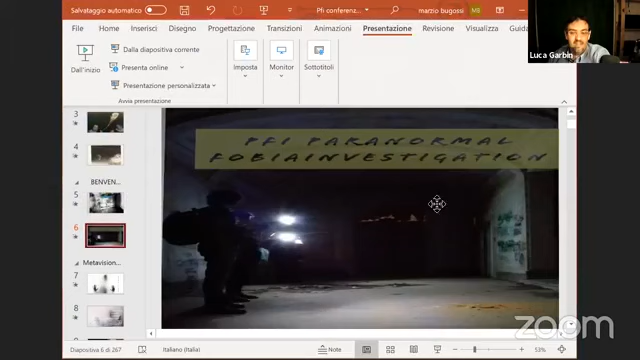 Salvataggio automatico
Pfi conferenz...
marzio bugossi
MB
File
Home
Inserisci
Disegno
Progettazione
Transizioni
Animazioni
Presentazione
Revisione
Visualizza
Guida
Dall'inizio
Dalla diapositiva corrente
Presenta online
Presentazione personalizzata
Imposta
Monitor
Sottotitoli
Avvia presentazione
Luca Garbin
3
4
BENVEN...
5
6
Metavision...
7
8
PFI PARANORMAL
FOBIAINVESTIGATION
zoom
Diapositiva 6 di 267
Italiano (Italia)
Note
53%